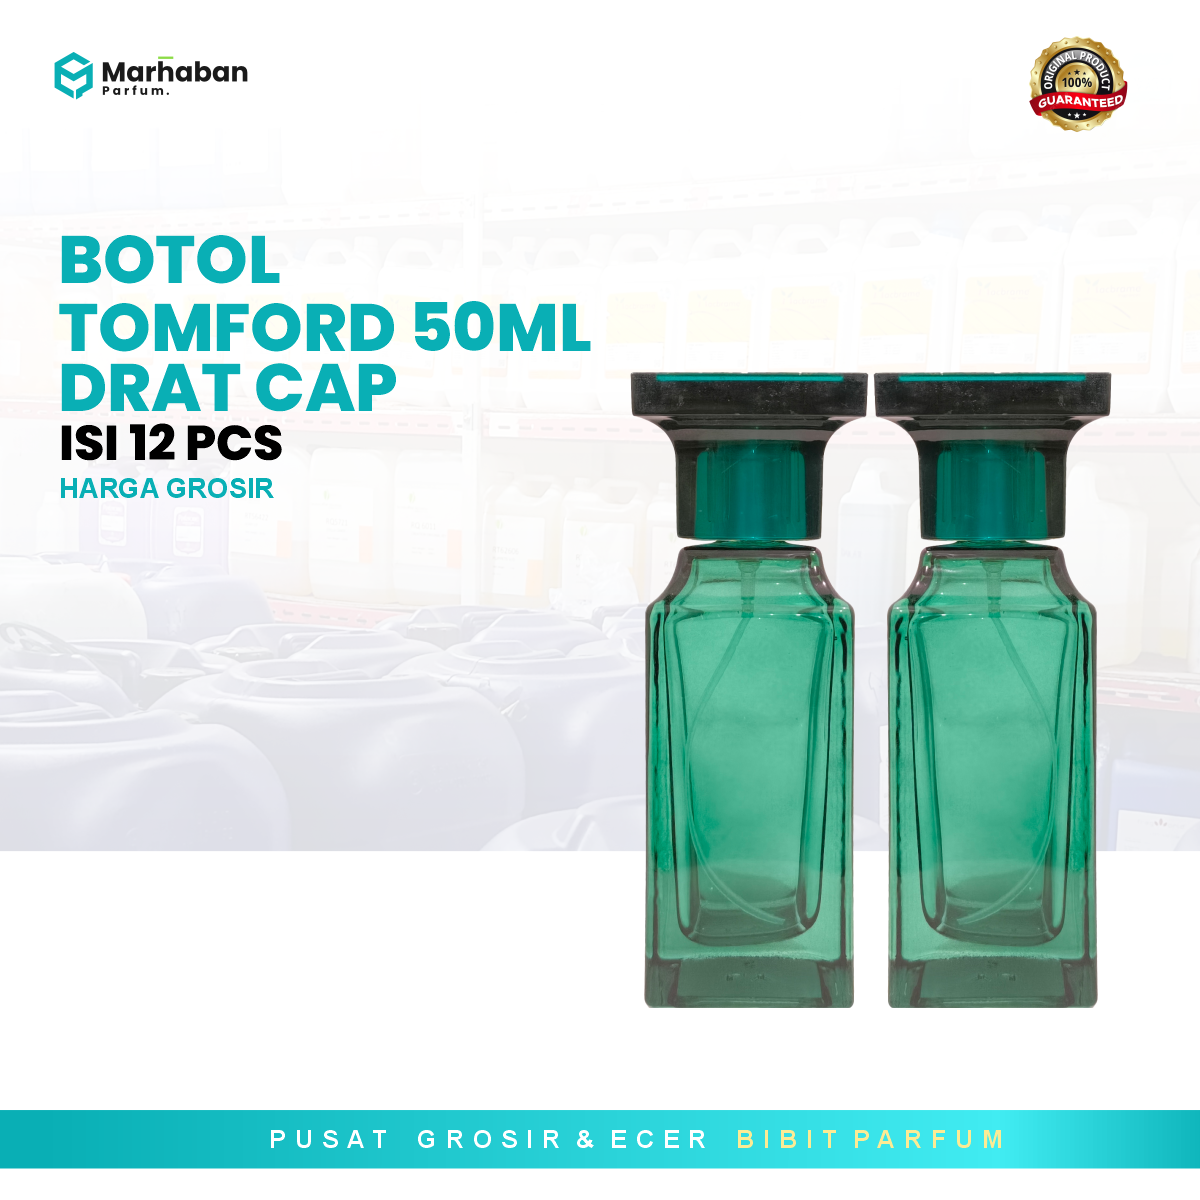 Marhaban
Parfum.
ORIGINAL PRODUCT
100%
GUARANTEED
BOTOL
TOMFORD 50ML
DRAT CAP
ISI 12 PCS
HARGA GROSIR
PUSAT GROSIR & ECER BIBIT PARFUM